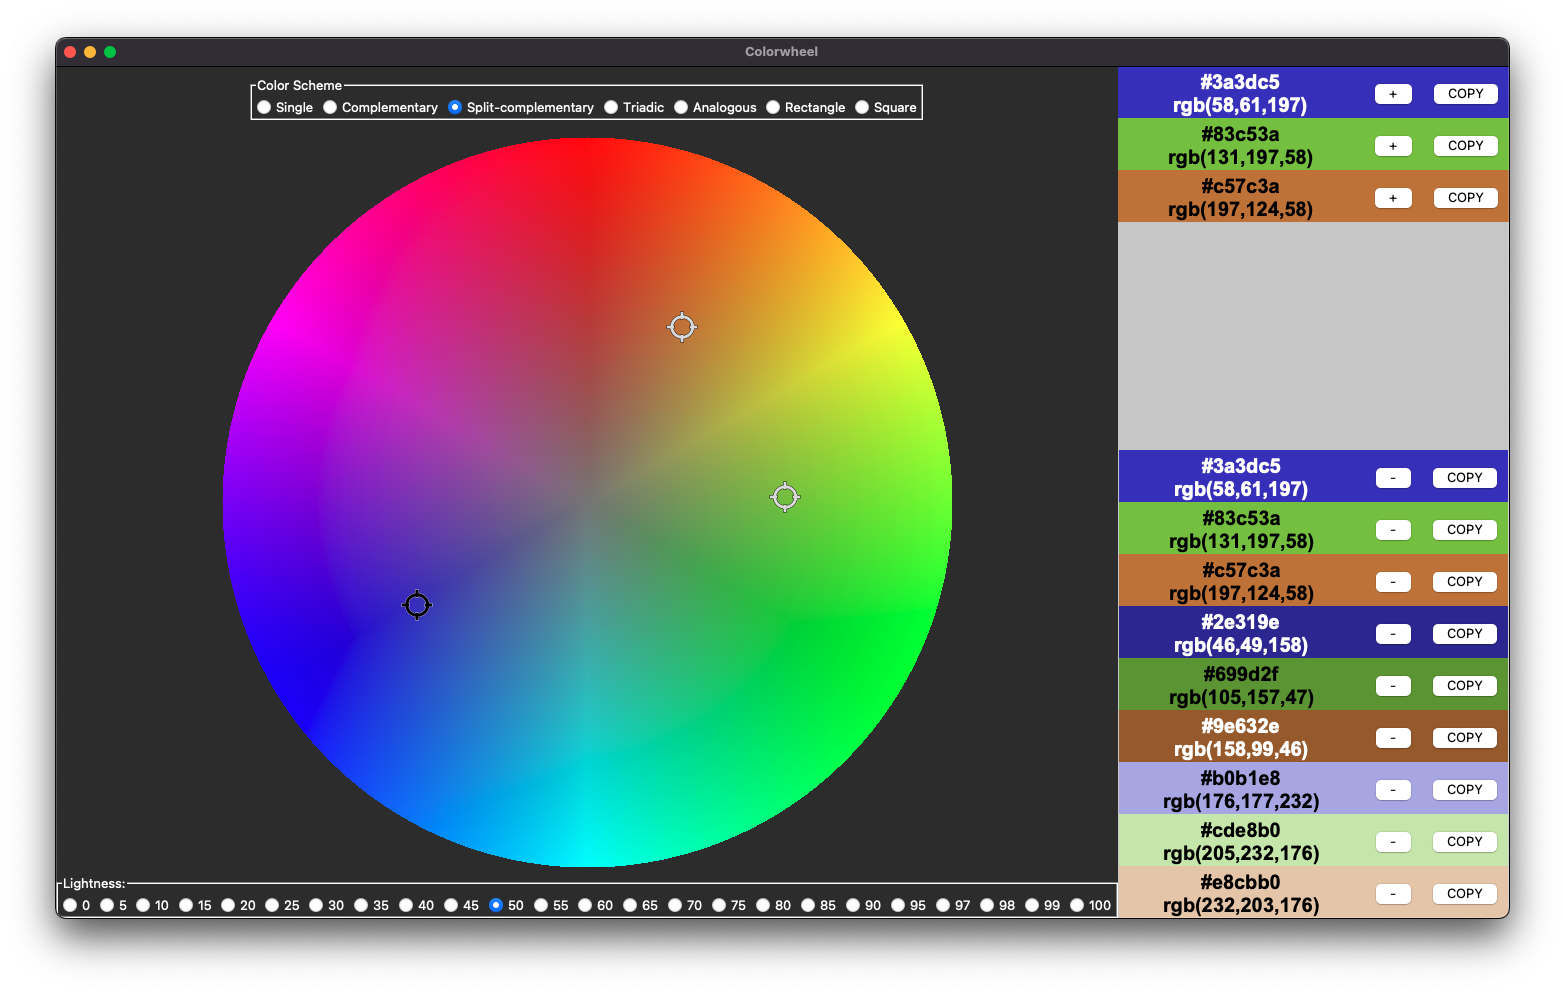 Colorwheel
Color Scheme
Single Complementary Split-complementary Triadic Analogous Rectangle Square
#3a3dc5
rgb(58,61,197)
+ COPY
#83c53a
rgb(131,197,58)
+ COPY
#c57c3a
rgb(197,124,58)
+ COPY
#3a3dc5
rgb(58,61,197)
- COPY
#83c53a
rgb(131,197,58)
- COPY
#c57c3a
rgb(197,124,58)
- COPY
#2e319e
rgb(46,49,158)
- COPY
#699d2f
rgb(105,157,47)
- COPY
#9e632e
rgb(158,99,46)
- COPY
#b0b1e8
rgb(176,177,232)
- COPY
#cde8b0
rgb(205,232,176)
- COPY
#e8cbb0
rgb(232,203,176)
- COPY
Lightness:
0 5 10 15 20 25 30 35 40 45 50 55 60 65 70 75 80 85 90 95 97 98 99 100